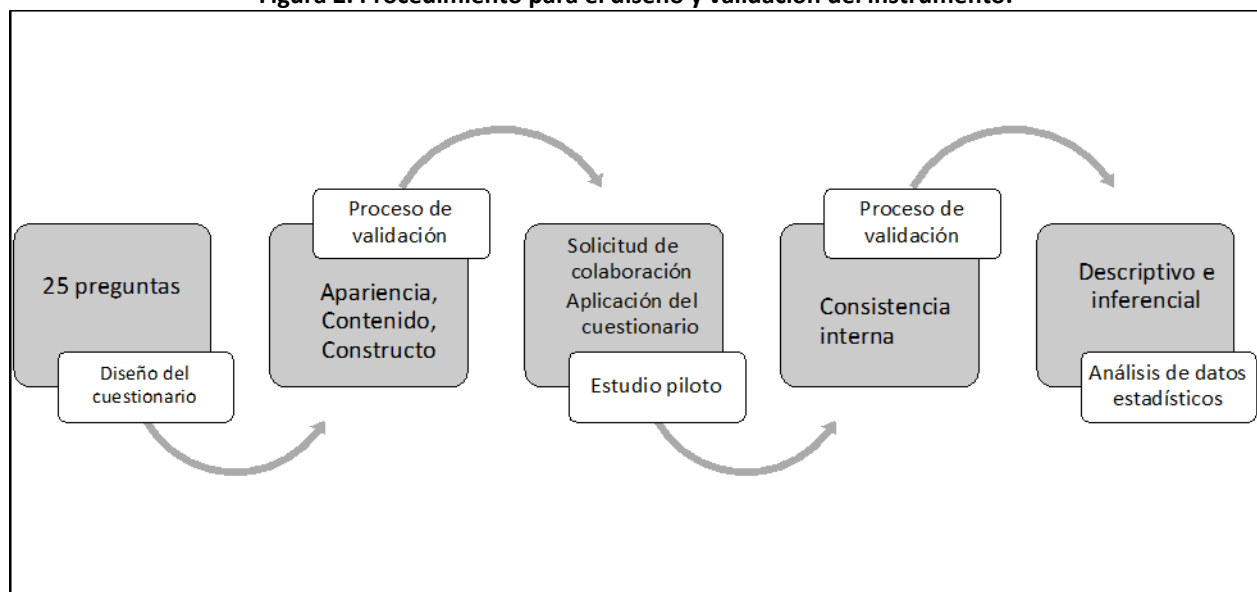 Figura 2. Procedimiento para el diseño y validación del instrumento.
25 preguntas
Diseño del
cuestionario
Proceso de
validación
Apariencia,
Contenido,
Constructo
Solicitud de
colaboración
Aplicación del
cuestionario
Estudio piloto
Proceso de
validación
Consistencia
interna
Descriptivo e
inferencial
Análisis de datos
estadísticos